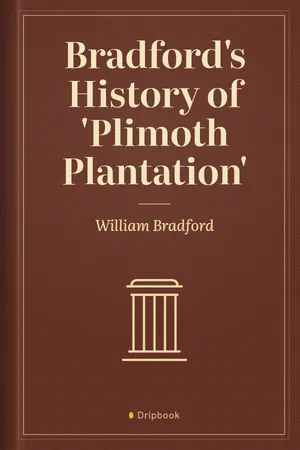 Bradford's
History of
'Plimoth
Plantation'
William Bradford
Dripbook